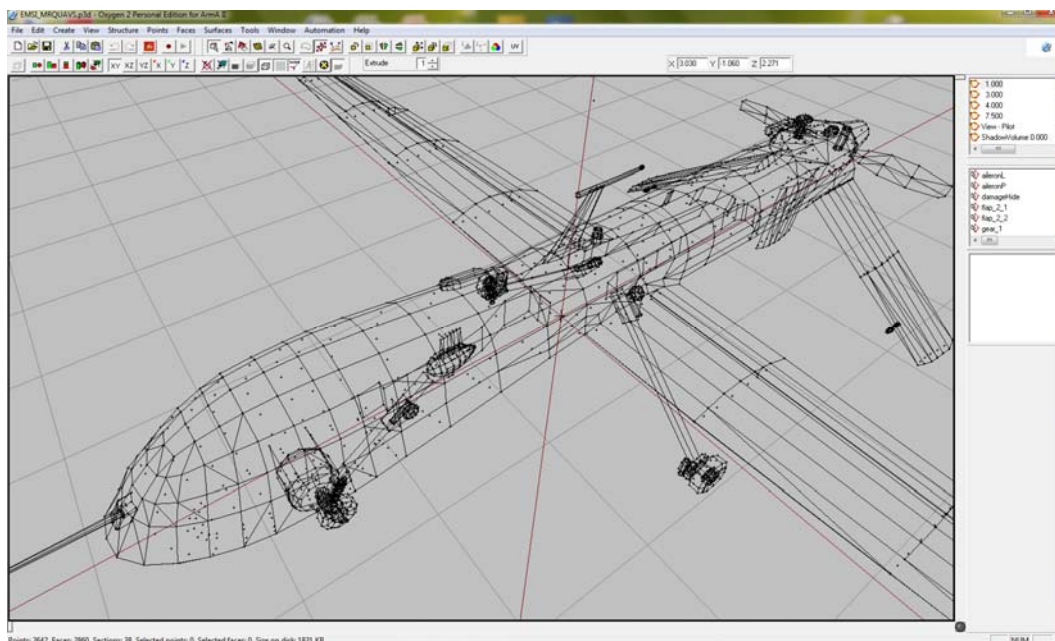 EMSI_MRQUAVS.p3d - Oxygen 2 Personal Edition for ArmA II
File Edit Create View Structure Points Faces Surfaces Tools Window Automation Help
UV
XY XZ YZ X Y Z Extrude 1 X 3.030 Y -1.060 Z 2.271
1.000
3.000
4.000
7.500
View - Pilot
ShadowVolume 0.000
aileronL
aileronP
damageHide
flap_2_1
flap_2_2
gear_1
Points: 3642, Faces: 3960, Sections: 38, Selected points: 0, Selected faces: 0, Size on disk: 1831 KB
NUM